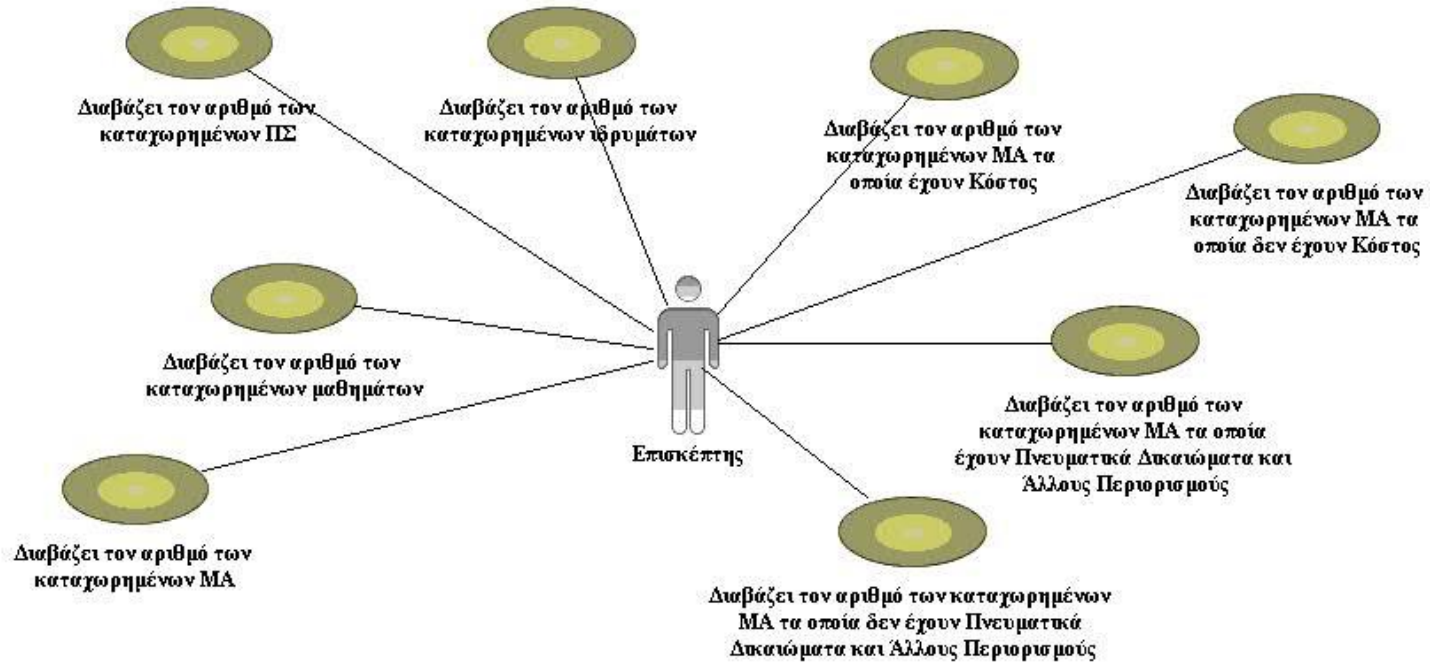 Διαβάζει τον αριθμό των
καταχωρημένων ΠΣ
Διαβάζει τον αριθμό των
καταχωρημένων ιδρυμάτων
Διαβάζει τον αριθμό των
καταχωρημένων ΜΑ τα
οποία έχουν Κόστος
Διαβάζει τον αριθμό των
καταχωρημένων ΜΑ τα
οποία δεν έχουν Κόστος
Διαβάζει τον αριθμό των
καταχωρημένων μαθημάτων
Διαβάζει τον αριθμό των
καταχωρημένων ΜΑ τα οποία
έχουν Πνευματικά Δικαιώματα και
Άλλους Περιορισμούς
Επισκέπτης
Διαβάζει τον αριθμό των
καταχωρημένων ΜΑ
Διαβάζει τον αριθμό των καταχωρημένων
ΜΑ τα οποία δεν έχουν Πνευματικά
Δικαιώματα και Άλλους Περιορισμούς